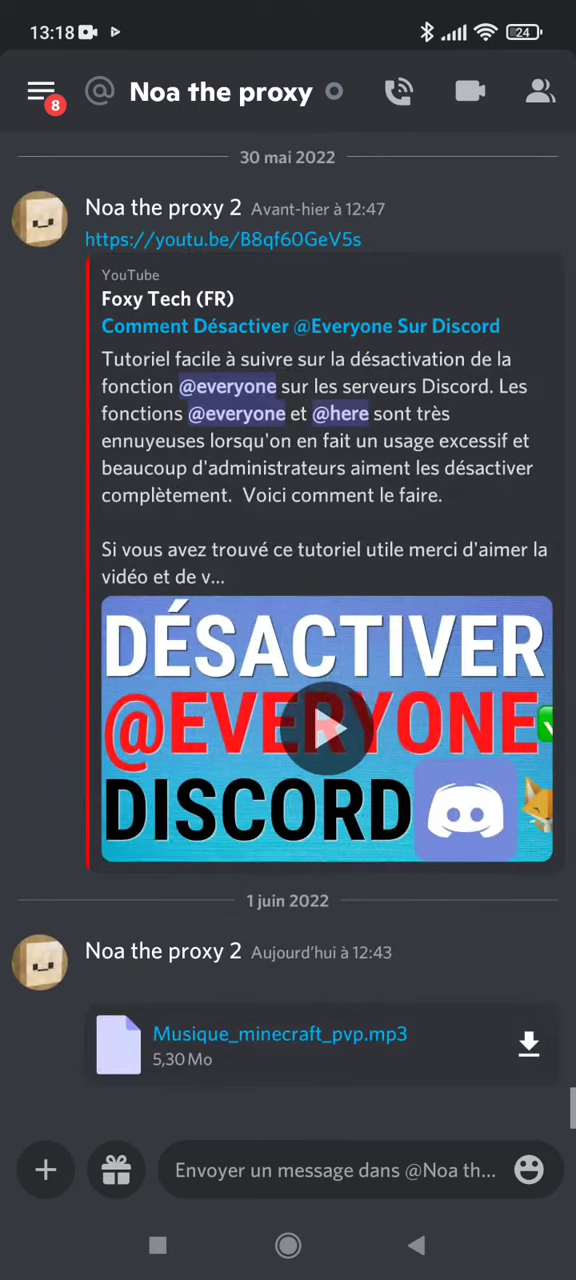 13:18
24
8
@ Noa the proxy
30 mai 2022
Noa the proxy 2 Avant-hier à 12:47
https://youtu.be/B8qf60GeV5s
YouTube
Foxy Tech (FR)
Comment Désactiver @Everyone Sur Discord
Tutoriel facile à suivre sur la désactivation de la
fonction @everyone sur les serveurs Discord. Les
fonctions @everyone et @here sont très
ennuyeuses lorsqu'on en fait un usage excessif et
beaucoup d'administrateurs aiment les désactiver
complètement. Voici comment le faire.
Si vous avez trouvé ce tutoriel utile merci d'aimer la
vidéo et de v...
DÉSACTIVER
@EVERYONE
DISCORD
1 juin 2022
Noa the proxy 2 Aujourd'hui à 12:43
Musique_minecraft_pvp.mp3
5,30 Mo
Envoyer un message dans @Noa th...